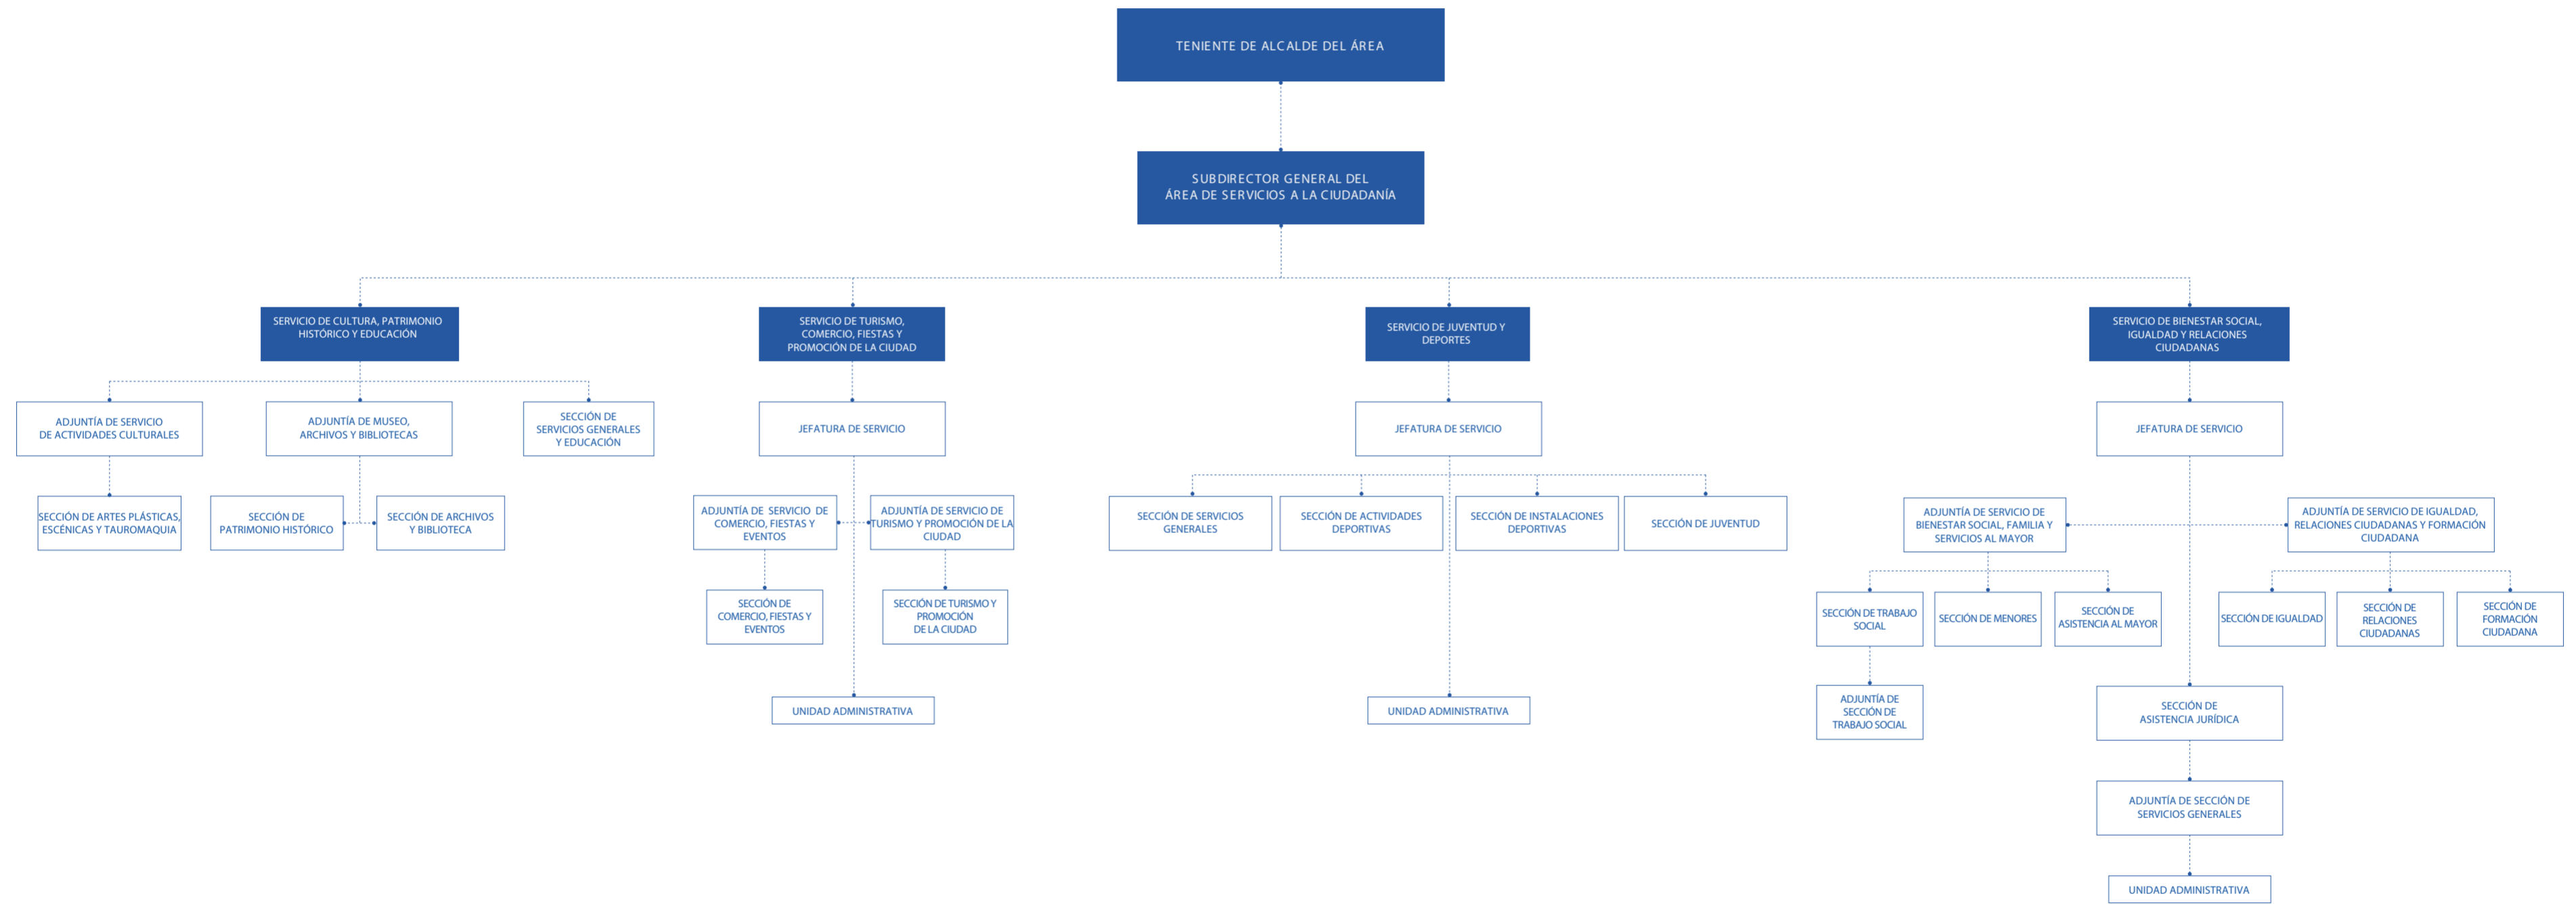 TENIENTE DE ALCALDE DEL ÁREA
SUBDIRECTOR GENERAL DEL
ÁREA DE SERVICIOS A LA CIUDADANÍA
SERVICIO DE CULTURA, PATRIMONIO
HISTÓRICO Y EDUCACIÓN
SERVICIO DE TURISMO,
COMERCIO, FIESTAS Y
PROMOCIÓN DE LA CIUDAD
SERVICIO DE JUVENTUD Y
DEPORTES
SERVICIO DE BIENESTAR SOCIAL,
IGUALDAD Y RELACIONES
CIUDADANAS
ADJUNTÍA DE SERVICIO
DE ACTIVIDADES CULTURALES
ADJUNTÍA DE MUSEO,
ARCHIVOS Y BIBLIOTECAS
SECCIÓN DE
SERVICIOS GENERALES
Y EDUCACIÓN
JEFATURA DE SERVICIO
JEFATURA DE SERVICIO
JEFATURA DE SERVICIO
SECCIÓN DE ARTES PLÁSTICAS,
ESCÉNICAS Y TAUROMAQUIA
SECCIÓN DE
PATRIMONIO HISTÓRICO
SECCIÓN DE ARCHIVOS
Y BIBLIOTECA
ADJUNTÍA DE SERVICIO DE
COMERCIO, FIESTAS Y
EVENTOS
ADJUNTÍA DE SERVICIO DE
TURISMO Y PROMOCIÓN DE LA
CIUDAD
SECCIÓN DE SERVICIOS
GENERALES
SECCIÓN DE ACTIVIDADES
DEPORTIVAS
SECCIÓN DE INSTALACIONES
DEPORTIVAS
SECCIÓN DE JUVENTUD
ADJUNTÍA DE SERVICIO DE
BIENESTAR SOCIAL, FAMILIA Y
SERVICIOS AL MAYOR
ADJUNTÍA DE SERVICIO DE IGUALDAD,
RELACIONES CIUDADANAS Y FORMACIÓN
CIUDADANA
SECCIÓN DE
COMERCIO, FIESTAS Y
EVENTOS
SECCIÓN DE TURISMO Y
PROMOCIÓN
DE LA CIUDAD
SECCIÓN DE TRABAJO
SOCIAL
SECCIÓN DE MENORES
SECCIÓN DE
ASISTENCIA AL MAYOR
SECCIÓN DE IGUALDAD
SECCIÓN DE
RELACIONES
CIUDADANAS
SECCIÓN DE
FORMACIÓN
CIUDADANA
UNIDAD ADMINISTRATIVA
UNIDAD ADMINISTRATIVA
ADJUNTÍA DE
SECCIÓN DE
TRABAJO SOCIAL
SECCIÓN DE
ASISTENCIA JURÍDICA
ADJUNTÍA DE SECCIÓN DE
SERVICIOS GENERALES
UNIDAD ADMINISTRATIVA